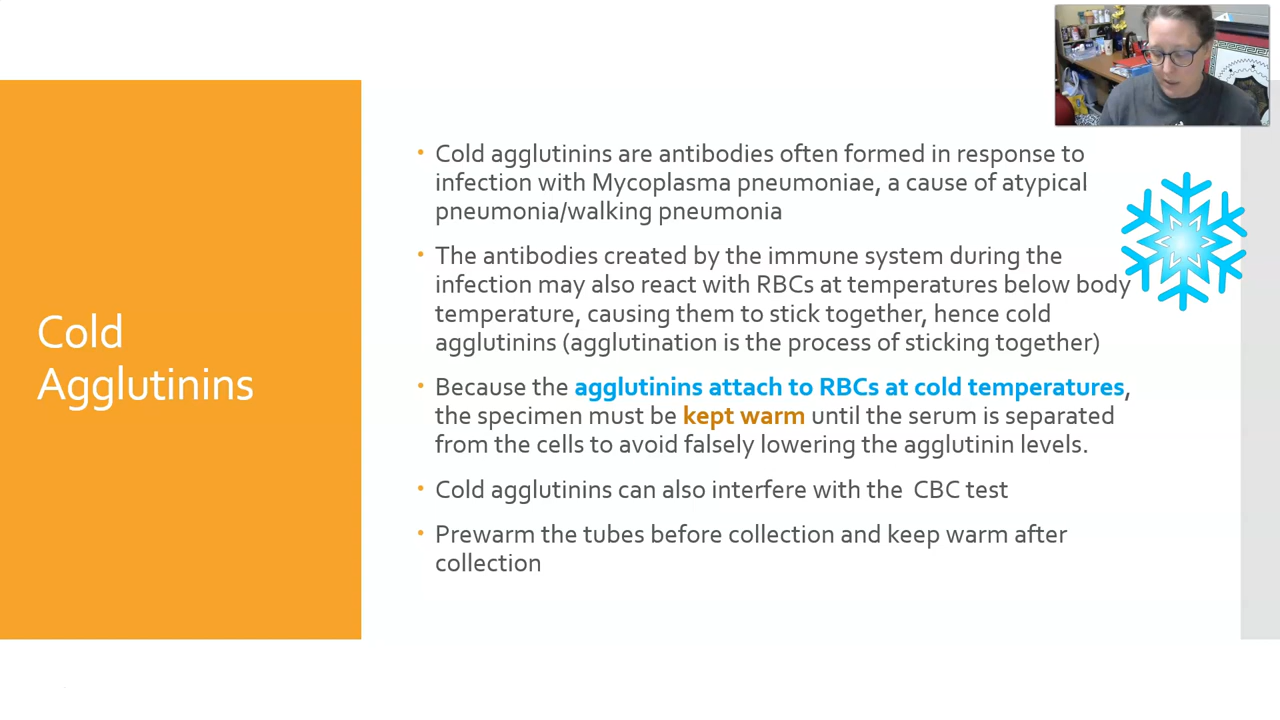 Cold
Agglutinins
Cold agglutinins are antibodies often formed in response to
infection with Mycoplasma pneumoniae, a cause of atypical
pneumonia/walking pneumonia
The antibodies created by the immune system during the
infection may also react with RBCs at temperatures below body
temperature, causing them to stick together, hence cold
agglutinins (agglutination is the process of sticking together)
Because the agglutinins attach to RBCs at cold temperatures,
the specimen must be kept warm until the serum is separated
from the cells to avoid falsely lowering the agglutinin levels.
Cold agglutinins can also interfere with the CBC test
Prewarm the tubes before collection and keep warm after
collection